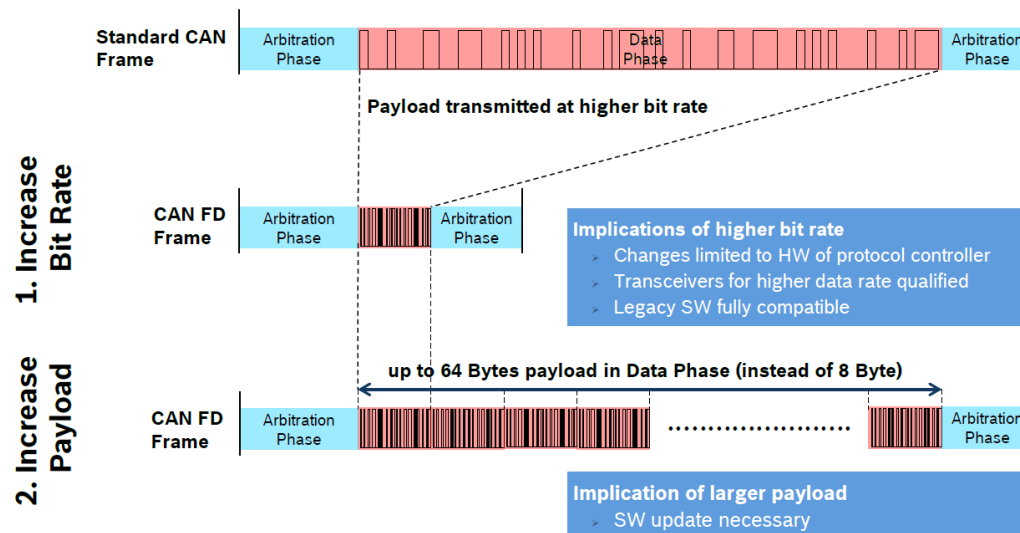 Standard CAN
Frame
Arbitration
Phase
Data
Phase
Arbitration
Phase
Payload transmitted at higher bit rate
1. Increase
Bit Rate
CAN FD
Frame
Arbitration
Phase
Arbitration
Phase
Implications of higher bit rate
Changes limited to HW of protocol controller
Transceivers for higher data rate qualified
Legacy SW fully compatible
2. Increase
Payload
up to 64 Bytes payload in Data Phase (instead of 8 Byte)
CAN FD
Frame
Arbitration
Phase
Arbitration
Phase
Implication of larger payload
SW update necessary